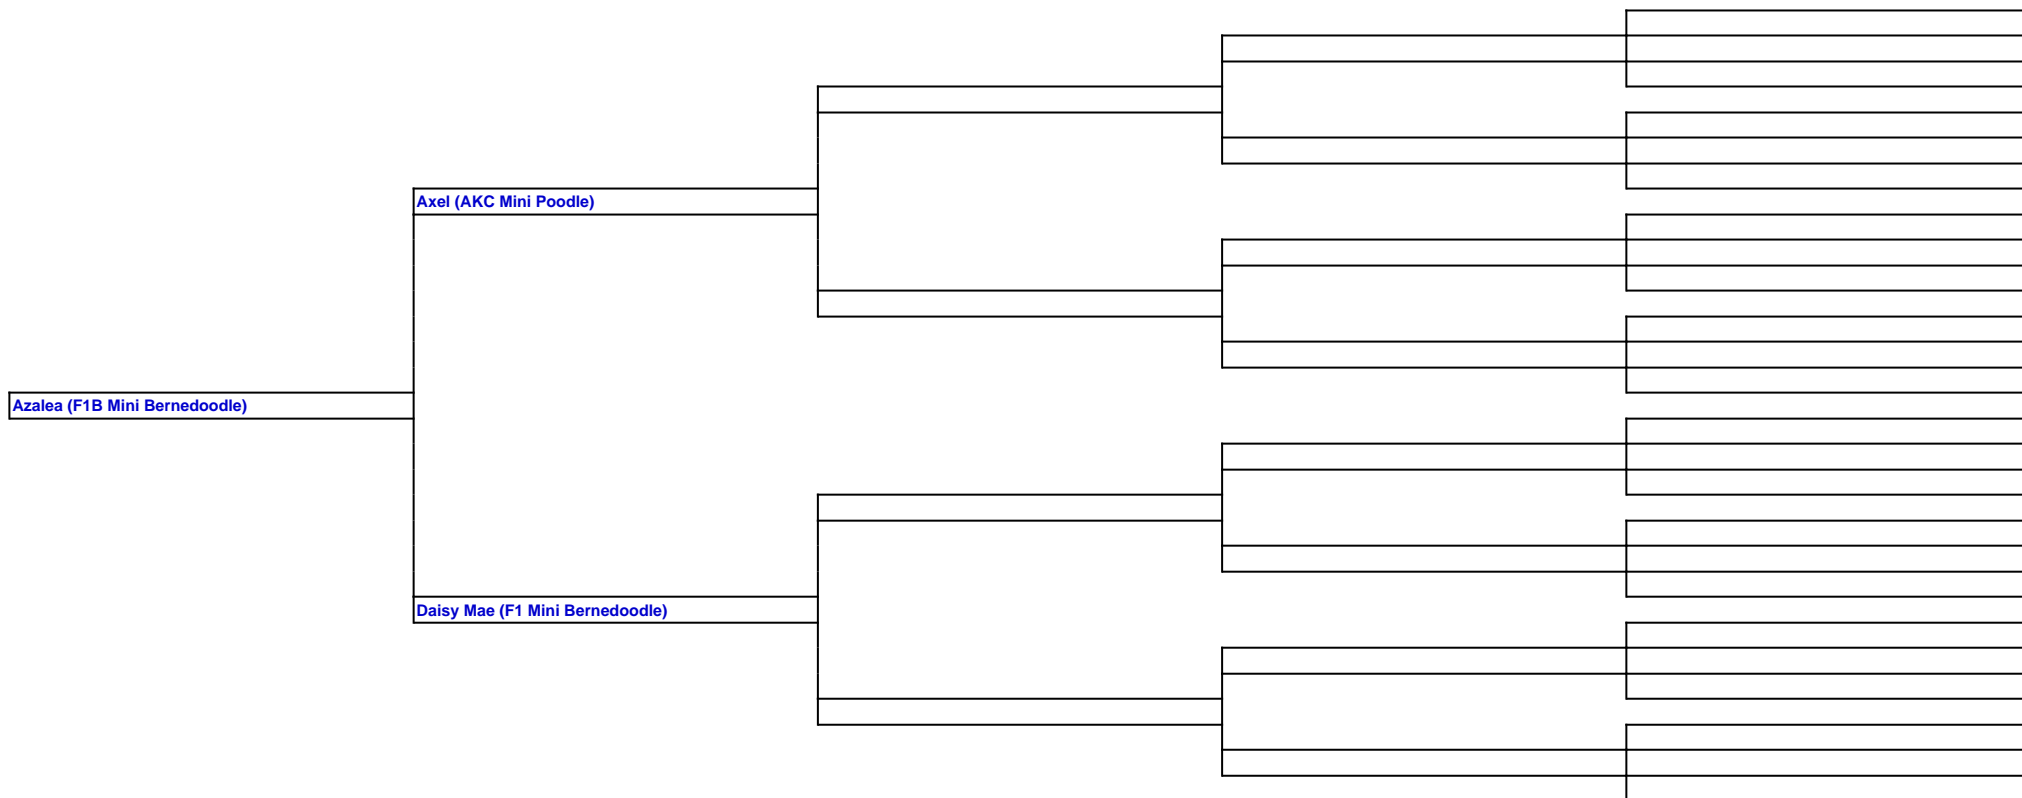 Axel (AKC Mini Poodle)
Azalea (F1B Mini Bernedoodle)
Daisy Mae (F1 Mini Bernedoodle)